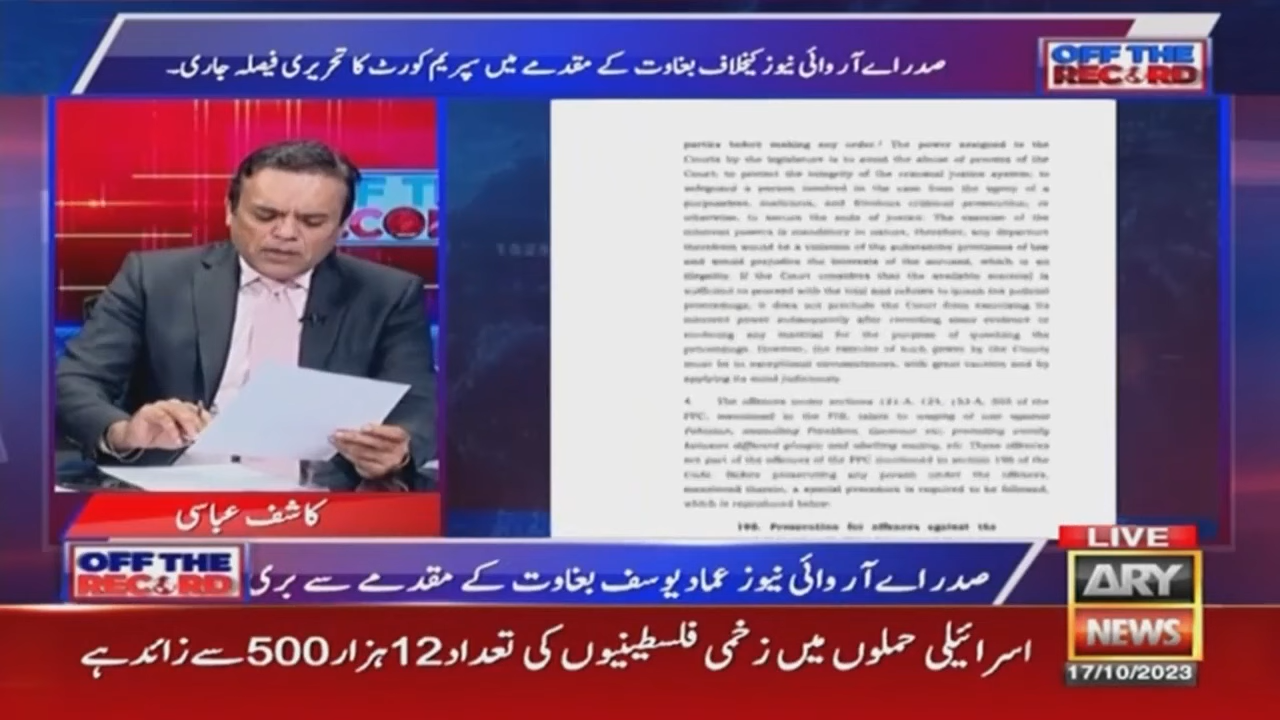 صدر اے آر وائی نیوز کیخلاف بغاوت کے مقدمے میں سپریم کورٹ کا تحریری فیصلہ جاری۔
OFF THE
RECORD
parties before making any order. The power assigned to the
Courts by the legislature is to avoid the abuse of process of the
Court, to protect the integrity of the criminal justice system, to
safeguard a person involved in the case from the agony of a
purposeless, malicious, and frivolous criminal prosecution, or
otherwise, to secure the ends of justice. The exercise of the
inherent powers is mandatory in nature, therefore, any departure
therefrom would be a violation of the substantive provisions of law
and would prejudice the interests of the accused, which is an
illegality. If the Court considers that the available material is
sufficient to proceed with the trial and refuses to quash the judicial
proceedings, it does not preclude the Court from exercising its
inherent power subsequently after recording some evidence or
any material for the purpose of quashing the
proceedings. However, the exercise of such power by the Courts
must be in exceptional circumstances, with great caution and by
applying its mind judiciously.
4. The offences under sections 121-A, 124, 153-A, 505 of the
PPC, mentioned in the FIR, relate to waging of war against
Pakistan, assaulting President, Governor etc, promoting enmity
between different groups and abetting mutiny, etc. These offences
are part of the offences of the PPC mentioned in section 196 of the
Code. Before prosecuting any person under the offences,
mentioned therein, a special procedure is required to be followed,
which is reproduced below:
196. Prosecution for offences against the
کاشف عباسی
OFF THE
RECORD
صدر اے آر وائی نیوز عماد یوسف بغاوت کے مقدمے سے بری
LIVE
ARY
NEWS
17/10/2023
اسرائیلی حملوں میں زخمی فلسطینیوں کی تعداد 12 ہزار 500 سے زائد ہے